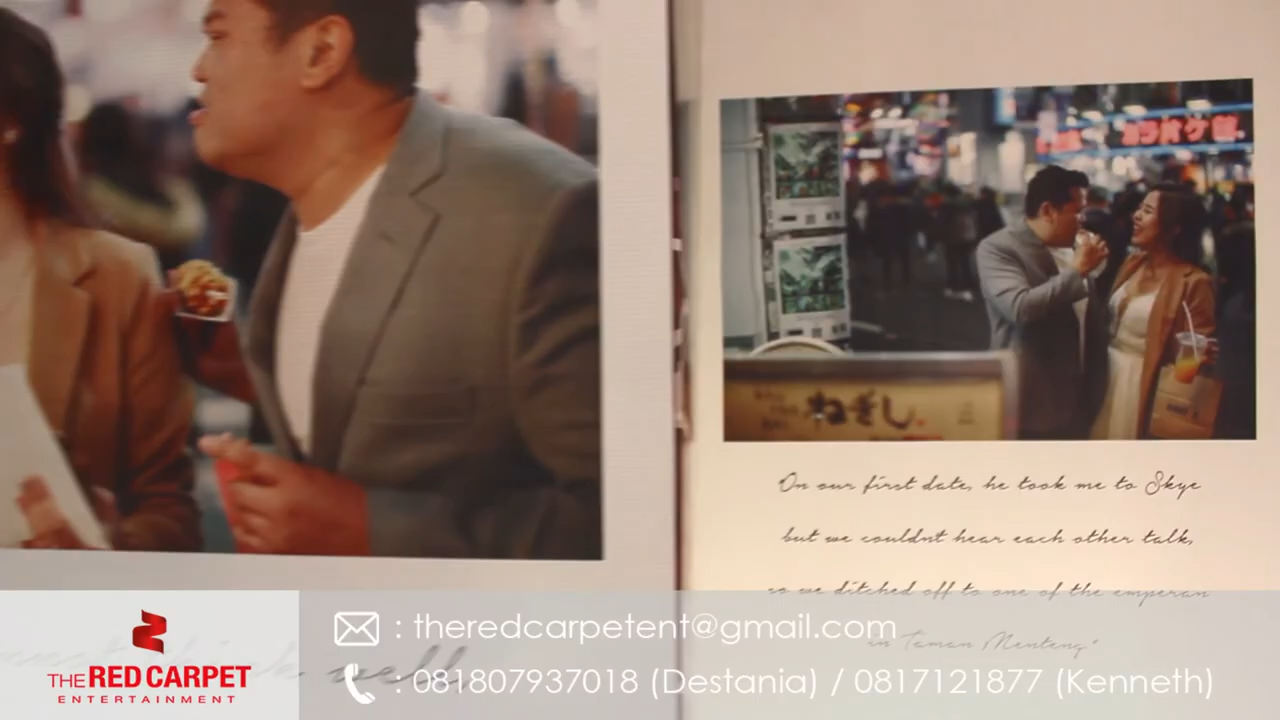 カラオケ館
ねぎし
On our first date, he took me to Skye
but we couldnt hear each other talk,
so we ditched off to one of the emperan
in Taman Menteng"
well,
THE RED CARPET
ENTERTAINMENT
: theredcarpetent@gmail.com
: 081807937018 (Destania) / 0817121877 (Kenneth)